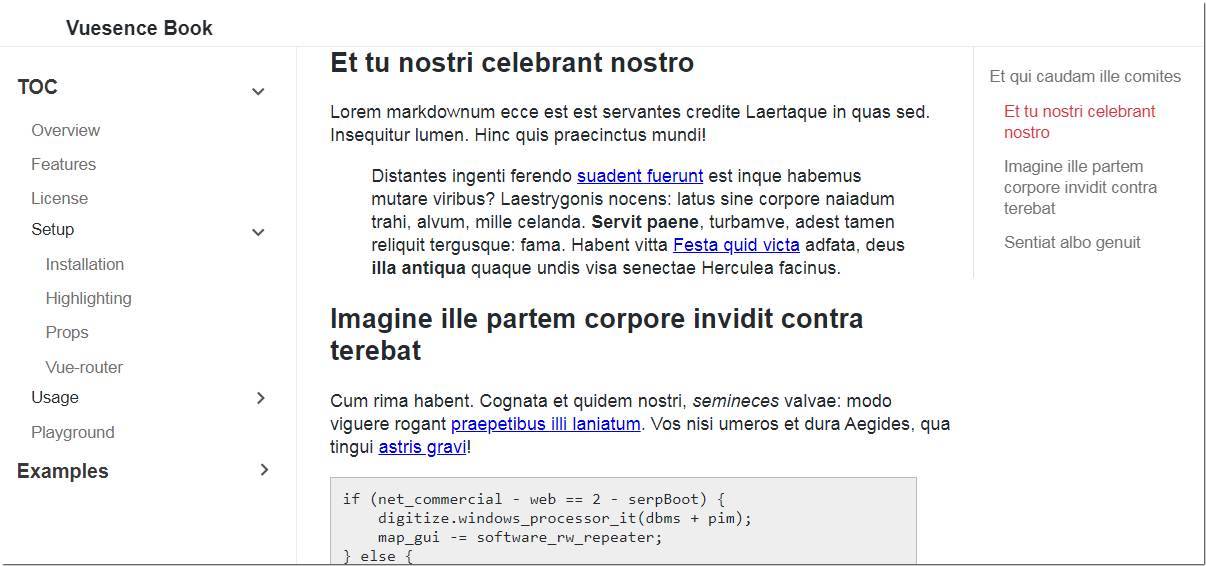 Vuesence Book
TOC
Overview
Features
License
Setup
Installation
Highlighting
Props
Vue-router
Usage
Playground
Examples
Et tu nostri celebrant nostro
Lorem markdownum ecce est est servantes credite Laertaque in quas sed.
Insequitur lumen. Hinc quis praecinctus mundi!
Distantes ingenti ferendo suadent fuerunt est inque habemus
mutare viribus? Laestrygonis nocens: latus sine corpore naiadum
trahi, alvum, mille celanda. Servit paene, turbamve, adest tamen
reliquit tergusque: fama. Habent vitta Festa quid victa adfata, deus
illa antiqua quaque undis visa senectae Herculea facinus.
Imagine ille partem corpore invidit contra
terebat
Cum rima habent. Cognata et quidem nostri, semineces valvae: modo
viguere rogant praepetibus illi laniatum. Vos nisi umeros et dura Aegides, qua
tingui astris gravi!
if (net_commercial - web == 2 - serpBoot) {
    digitize.windows_processor_it(dbms + pim);
    map_gui -= software_rw_repeater;
} else {
Et qui caudam ille comites
Et tu nostri celebrant
nostro
Imagine ille partem
corpore invidit contra
terebat
Sentiat albo genuit